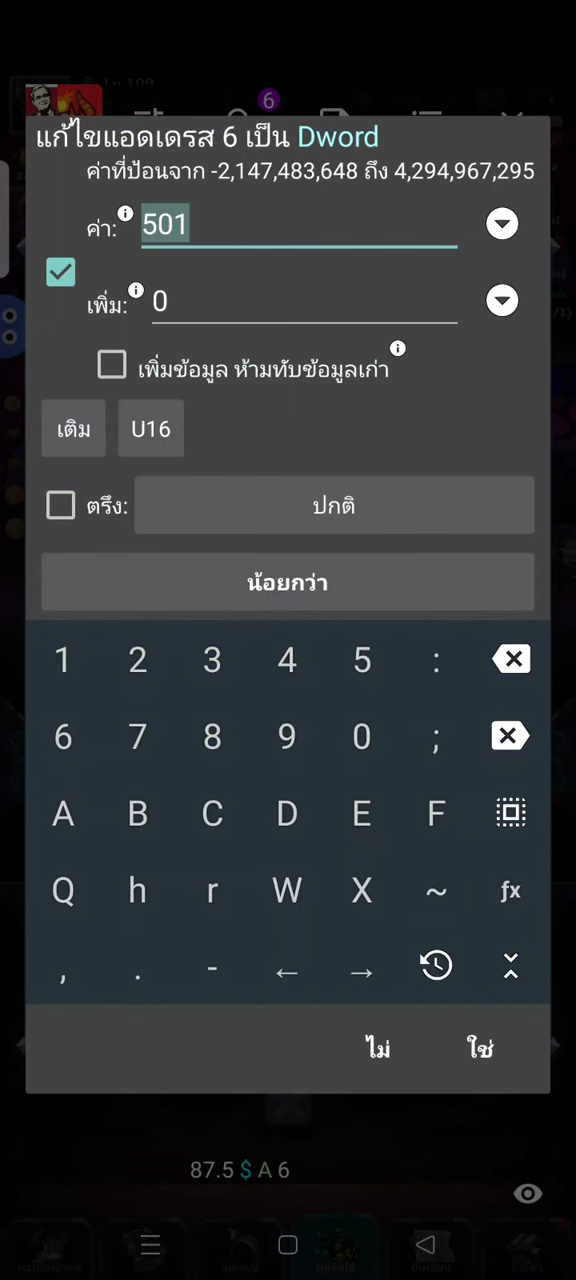 Lv.109
6
แก้ไขแอดเดรส 6 เป็น Dword
ค่าที่ป้อนจาก -2,147,483,648 ถึง 4,294,967,295
ค่า: 501
เพิ่ม: 0
เพิ่มข้อมูล ห้ามทับข้อมูลเก่า
เติม U16
ตรึง: ปกติ
น้อยกว่า
1 2 3 4 5 :
6 7 8 9 0 ;
A B C D E F
Q h r W X ~ ƒx
, . - ← →
ไม่ ใช่
87.5 $ A 6